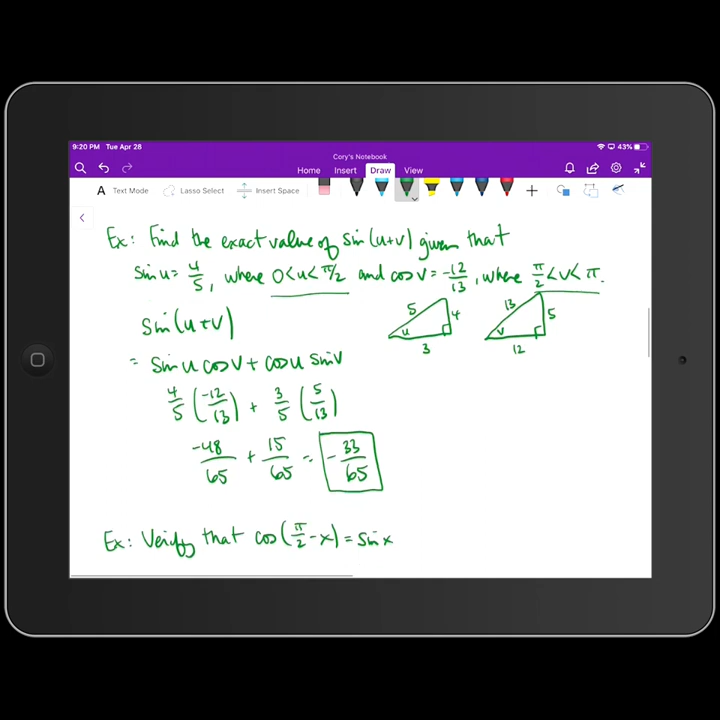 9:20 PM Tue Apr 28
43%
Cory's Notebook
Home Insert Draw View
A Text Mode Lasso Select Insert Space
Ex: Find the exact value of sin(u+v) given that
sin u = 4/5, where 0<u<π/2 and cos v = -12/13, where π/2<v<π.
5 4 u 3
13 5 v 12
sin(u+v)
= sin u cos v + cos u sin v
4/5 (-12/13) + 3/5 (5/13)
-48/65 + 15/65 = -33/65
Ex: Verify that cos(π/2 - x) = sin x